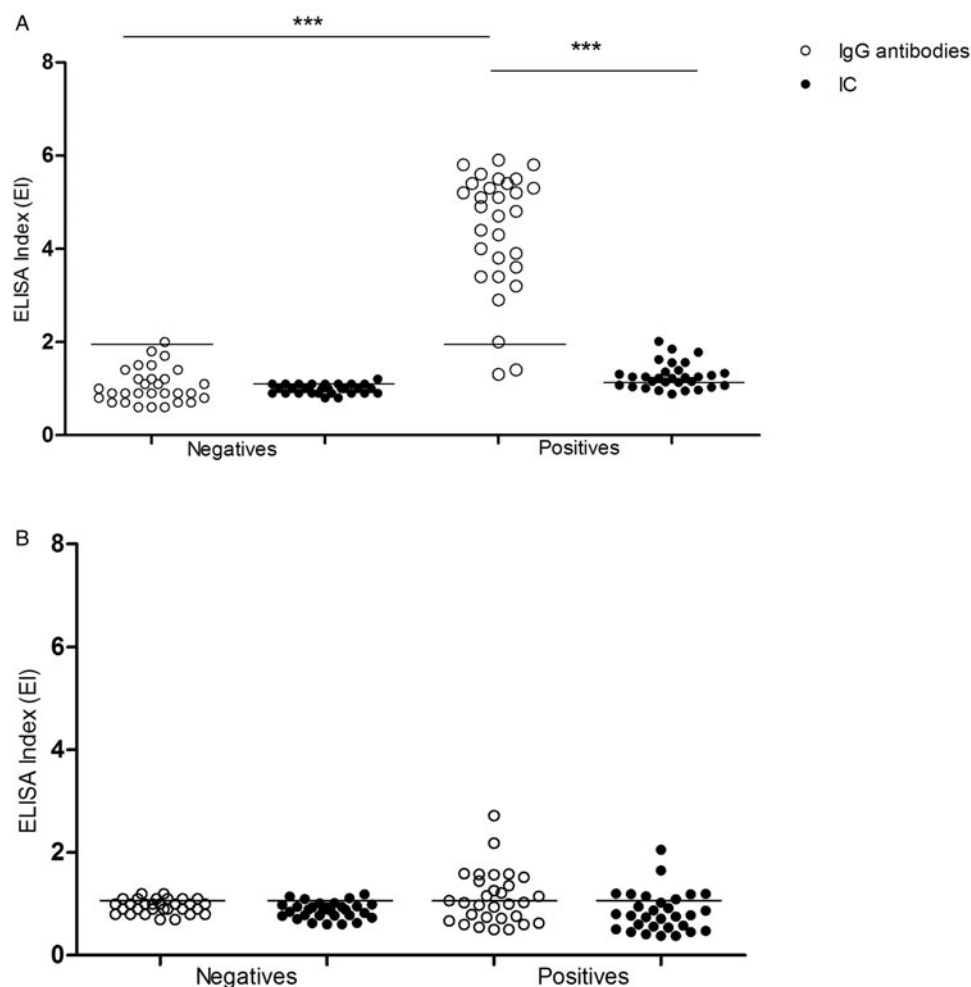 A
***
***
IgG antibodies
IC
8
6
4
2
0
ELISA Index (EI)
Negatives
Positives
B
8
6
4
2
0
ELISA Index (EI)
Negatives
Positives